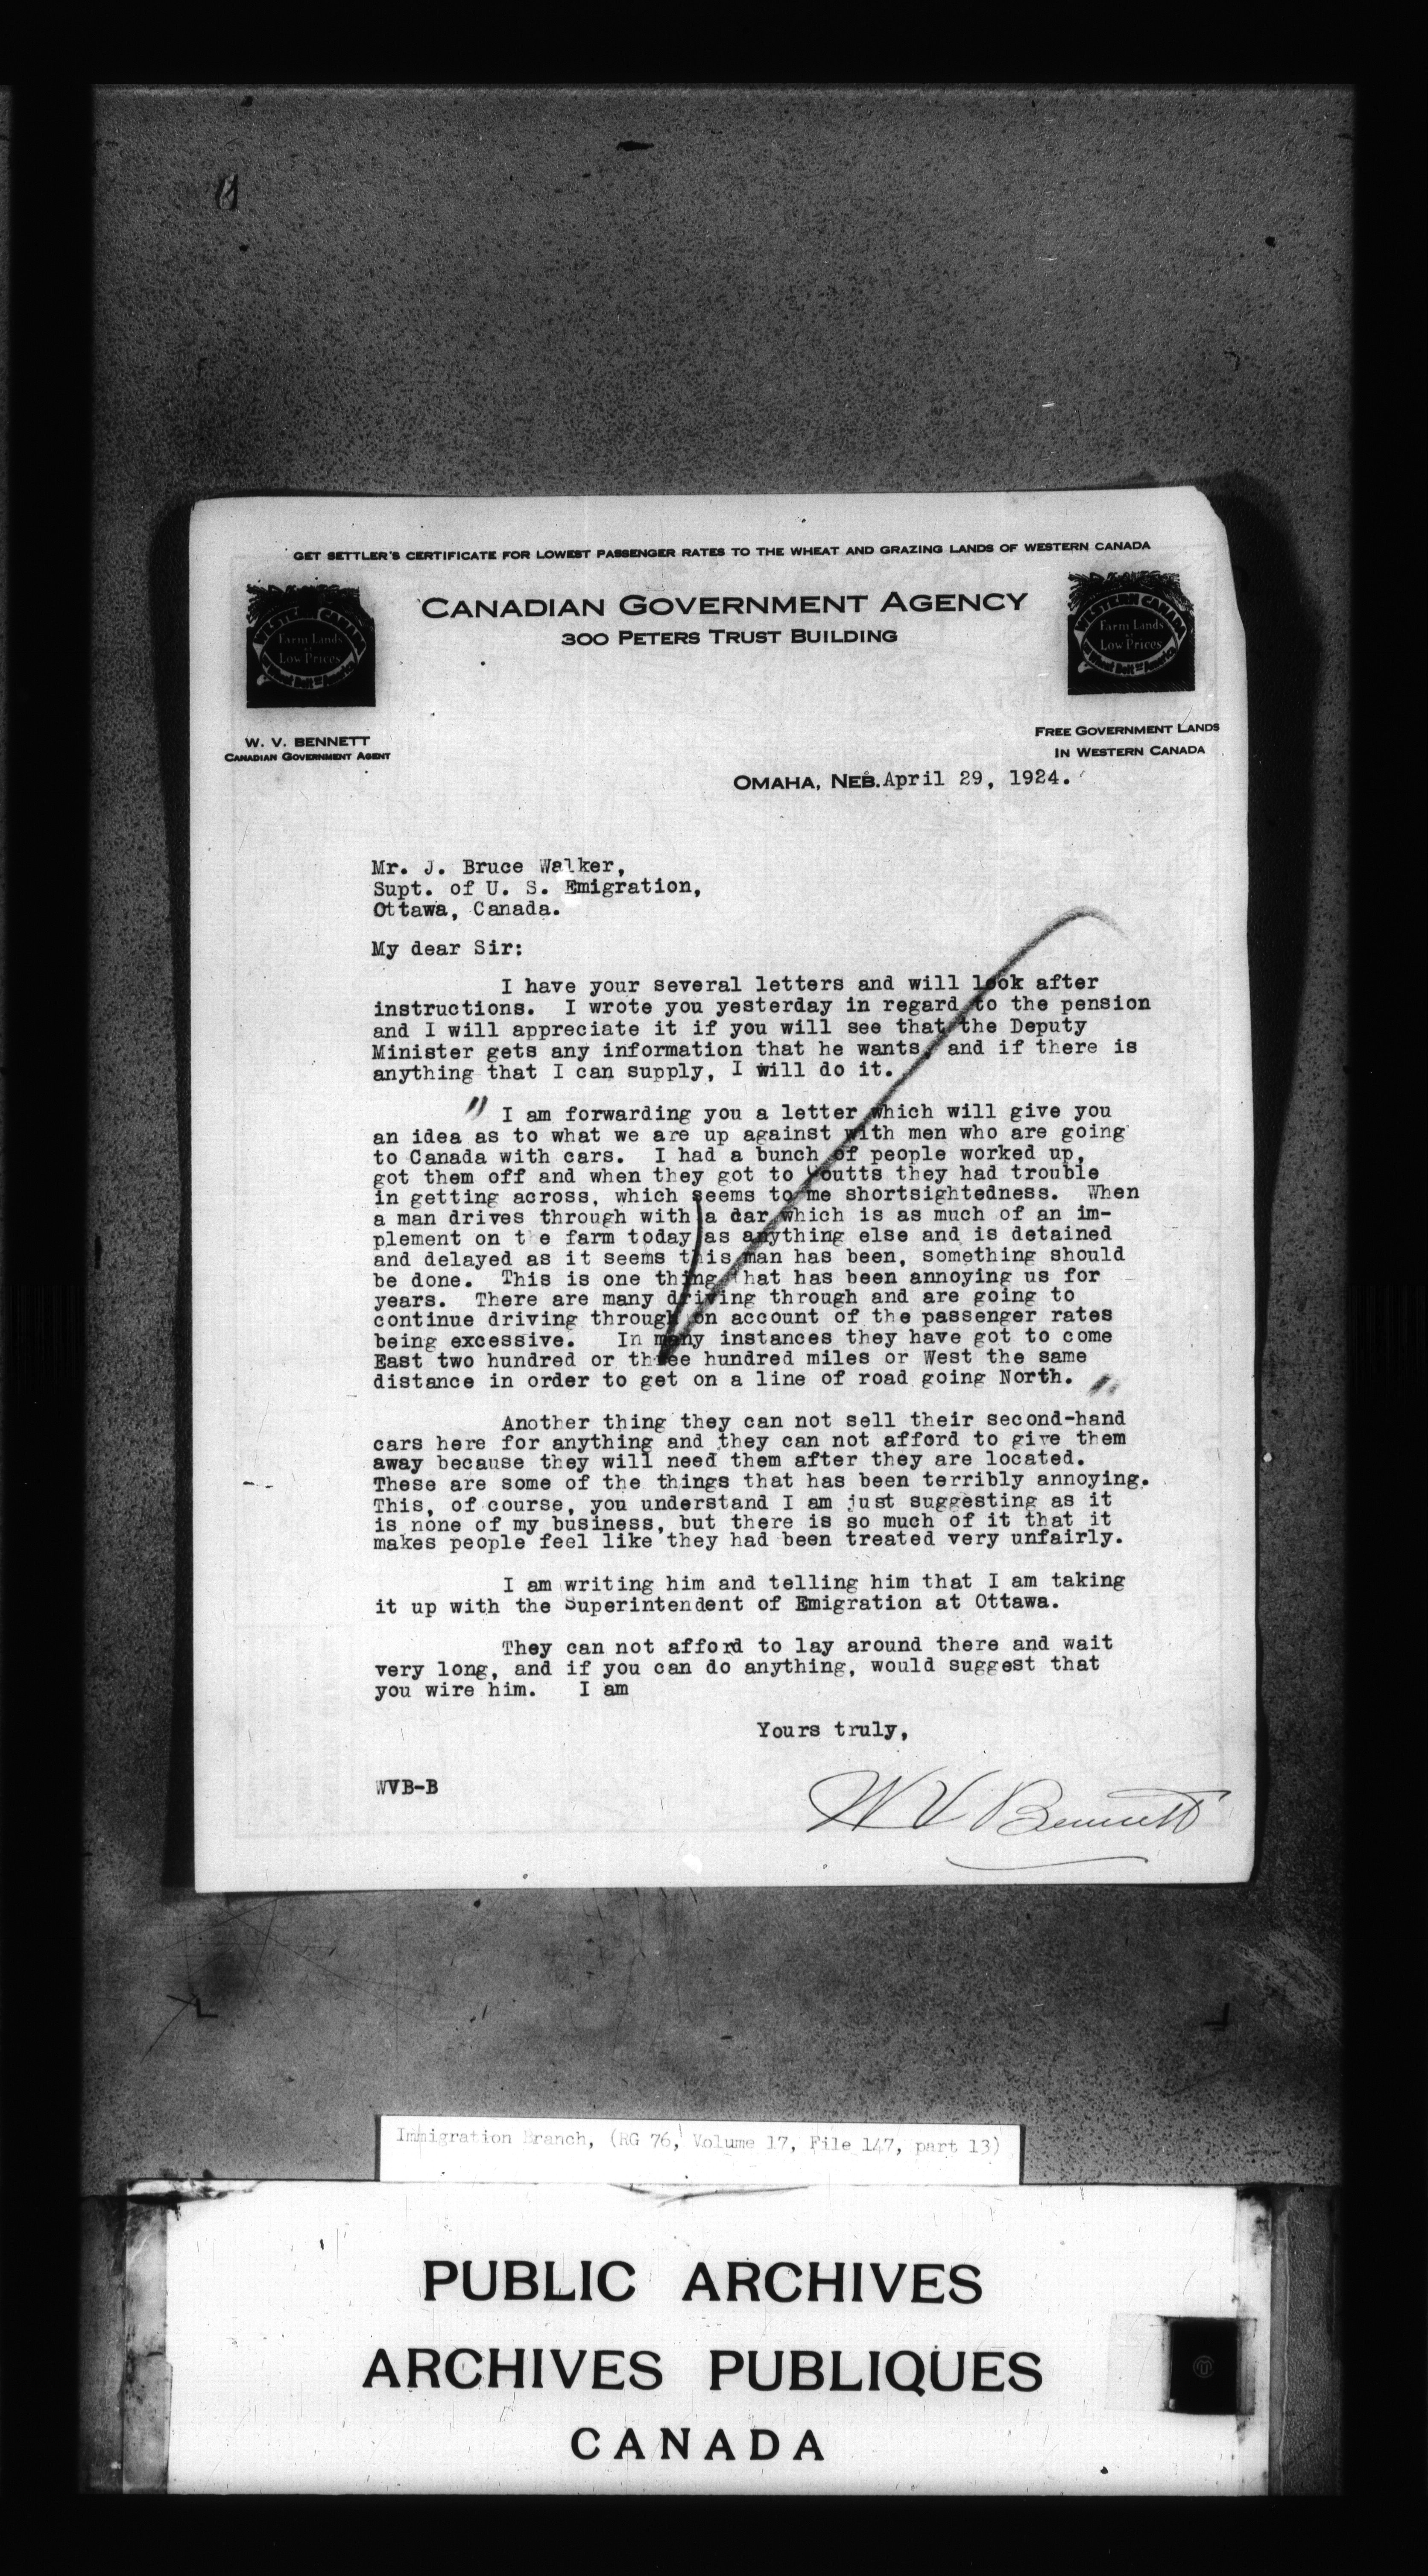 GET SETTLER'S CERTIFICATE FOR LOWEST PASSENGER RATES TO THE WHEAT AND GRAZING LANDS OF WESTERN CANADA
CANADIAN GOVERNMENT AGENCY
300 PETERS TRUST BUILDING
WESTERN CANADA
Farm Lands
Low Prices
WESTERN CANADA
Farm Lands
Low Prices
W. V. BENNETT
CANADIAN GOVERNMENT AGENT
FREE GOVERNMENT LANDS
IN WESTERN CANADA
OMAHA, NEB. April 29, 1924.
Mr. J. Bruce Walker,
Supt. of U. S. Emigration,
Ottawa, Canada.
My dear Sir:
I have your several letters and will look after
instructions. I wrote you yesterday in regard to the pension
and I will appreciate it if you will see that the Deputy
Minister gets any information that he wants, and if there is
anything that I can supply, I will do it.
" I am forwarding you a letter which will give you
an idea as to what we are up against with men who are going
to Canada with cars. I had a bunch of people worked up,
got them off and when they got to Coutts they had trouble
in getting across, which seems to me shortsightedness. When
a man drives through with a car which is as much of an im-
plement on the farm today as anything else and is detained
and delayed as it seems this man has been, something should
be done. This is one thing that has been annoying us for
years. There are many driving through and are going to
continue driving through on account of the passenger rates
being excessive. In many instances they have got to come
East two hundred or three hundred miles or West the same
distance in order to get on a line of road going North. "
Another thing they can not sell their second-hand
cars here for anything and they can not afford to give them
away because they will need them after they are located.
These are some of the things that has been terribly annoying.
This, of course, you understand I am just suggesting as it
is none of my business, but there is so much of it that it
makes people feel like they had been treated very unfairly.
I am writing him and telling him that I am taking
it up with the Superintendent of Emigration at Ottawa.
They can not afford to lay around there and wait
very long, and if you can do anything, would suggest that
you wire him. I am
Yours truly,
WVB-B
W V Bennett
Immigration Branch, (RG 76, Volume 17, File 147, part 13)
PUBLIC ARCHIVES
ARCHIVES PUBLIQUES
CANADA